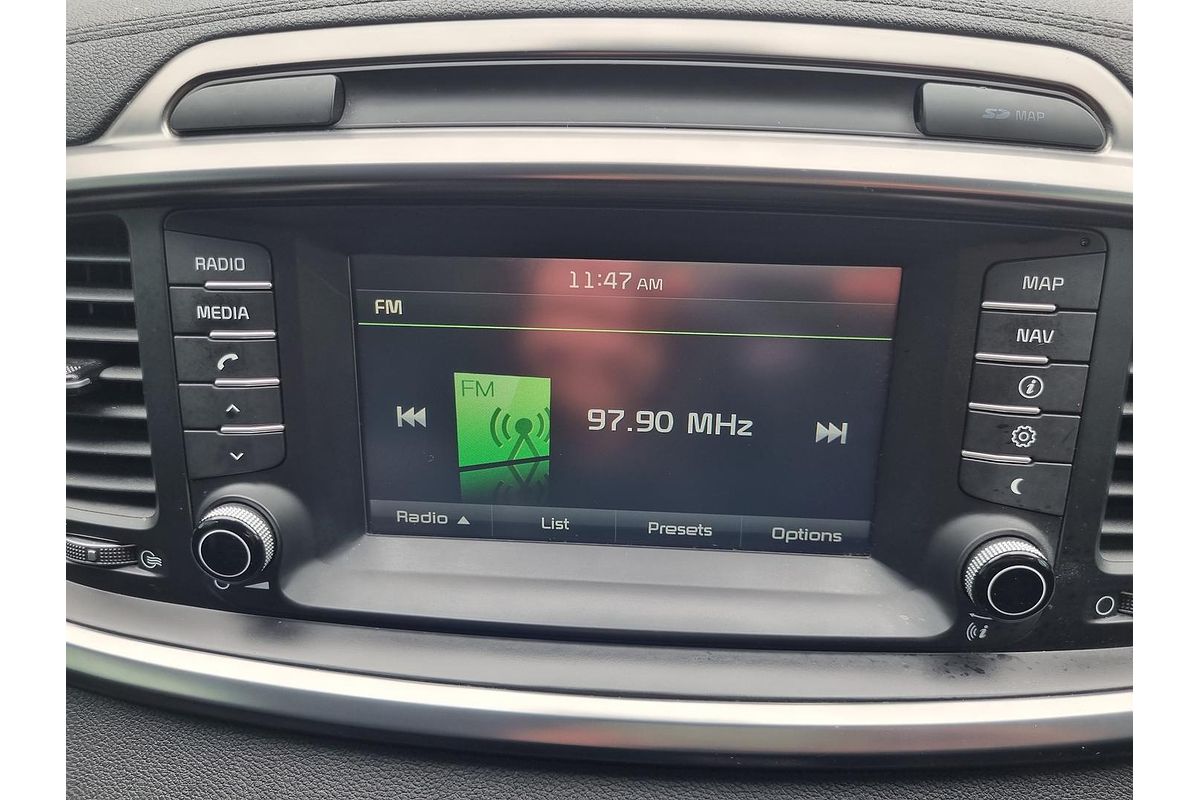 SD MAP
RADIO
MEDIA
11:47 AM
FM
FM
97.90 MHz
Radio ▲
List
Presets
Options
MAP
NAV
i
i